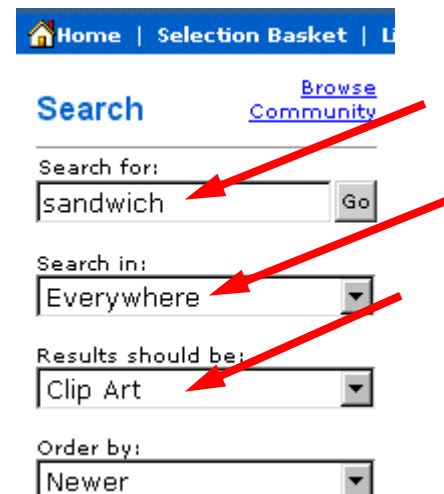 Home | Selection Basket |
Search
Browse
Community
Search for:
sandwich
Go
Search in:
Everywhere
Results should be:
Clip Art
Order by:
Newer